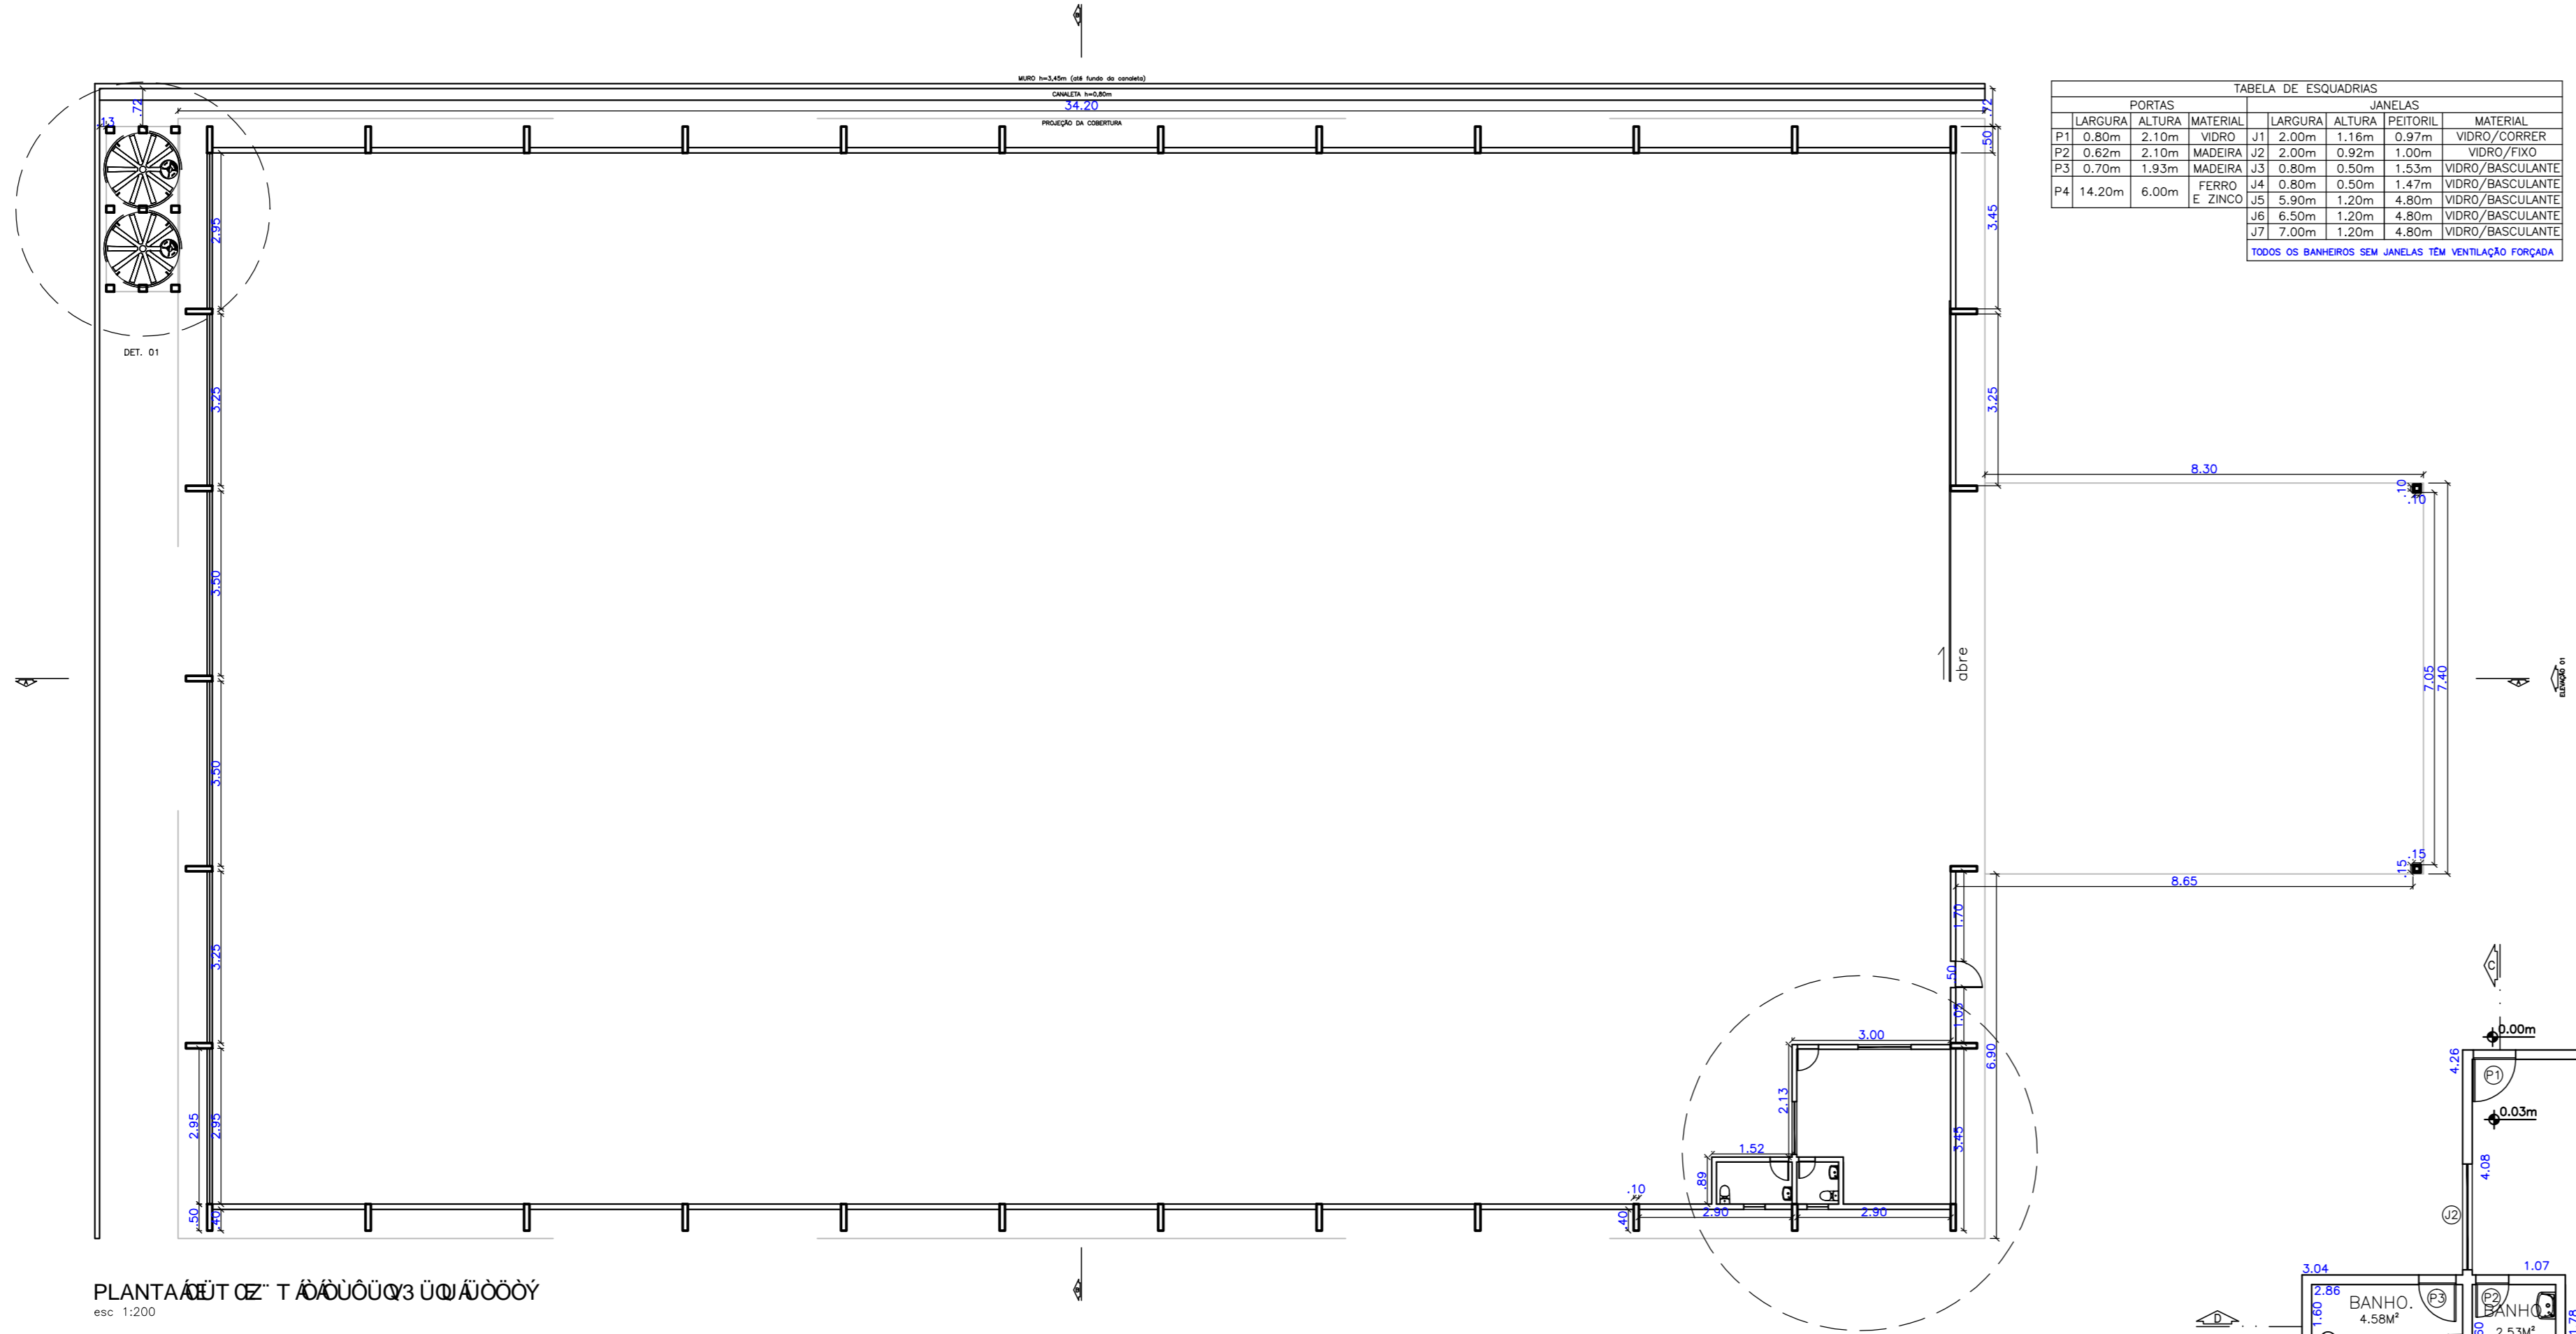 MURO h=3,45m (até fundo da canaleta)
CANALETA h=0,80m
34.20
PROJEÇÃO DA COBERTURA
.72
.13
.72
.50
2.95
3.45
DET. 01
3.25
3.25
3.50
3.50
3.25
2.95
2.95
.50
.40
8.30
.10
.10
7.05
7.40
abre
.15
.15
8.65
1.70
.50
1.05
6.90
3.00
2.13
3.45
1.52
.89
.10
.40
2.90
2.90
ELEVAÇÃO 01
A
A
B
B
TABELA DE ESQUADRIAS
PORTAS JANELAS
LARGURA ALTURA MATERIAL LARGURA ALTURA PEITORIL MATERIAL
P1 0.80m 2.10m VIDRO J1 2.00m 1.16m 0.97m VIDRO/CORRER
P2 0.62m 2.10m MADEIRA J2 2.00m 0.92m 1.00m VIDRO/FIXO
P3 0.70m 1.93m MADEIRA J3 0.80m 0.50m 1.53m VIDRO/BASCULANTE
P4 14.20m 6.00m FERRO E ZINCO J4 0.80m 0.50m 1.47m VIDRO/BASCULANTE
J5 5.90m 1.20m 4.80m VIDRO/BASCULANTE
J6 6.50m 1.20m 4.80m VIDRO/BASCULANTE
J7 7.00m 1.20m 4.80m VIDRO/BASCULANTE
TODOS OS BANHEIROS SEM JANELAS TÊM VENTILAÇÃO FORÇADA
C
0.00m
4.26
P1
0.03m
4.08
J2
3.04
1.07
2.86
BANHO.
4.58M²
P3
P2
BANHO
2.53M²
1.60
D
PLANTA
esc 1:200